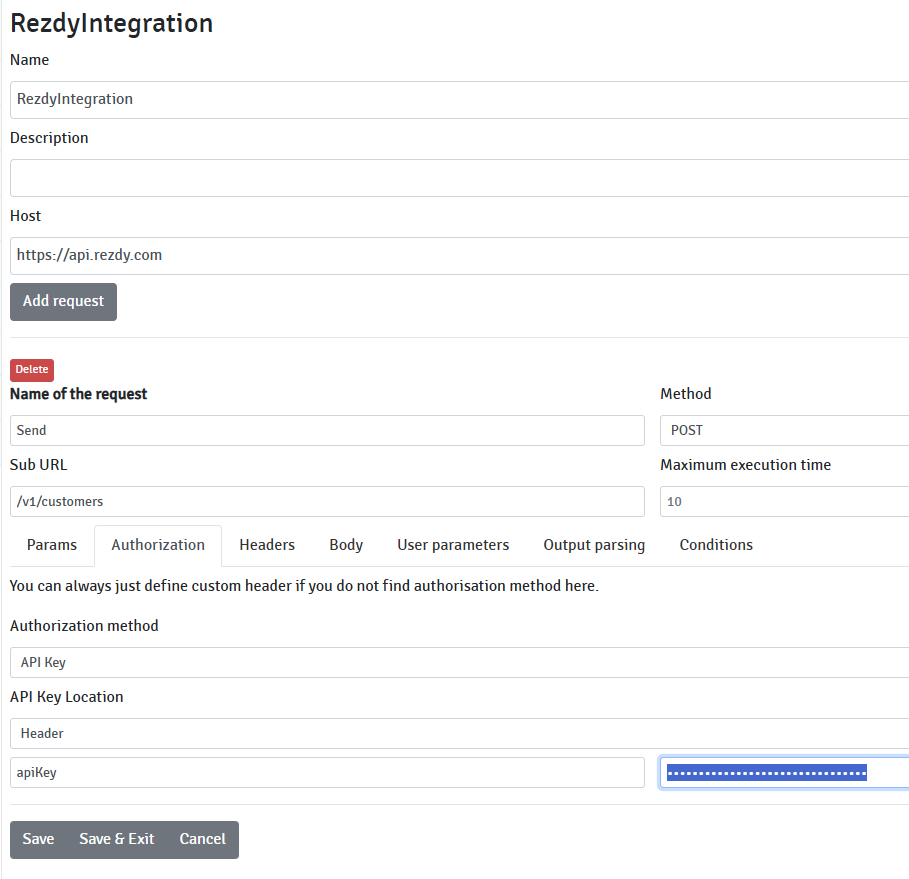 RezdyIntegration
Name
RezdyIntegration
Description
Host
https://api.rezdy.com
Add request
Delete
Name of the request
Method
Send
POST
Sub URL
Maximum execution time
/v1/customers
10
Params Authorization Headers Body User parameters Output parsing Conditions
You can always just define custom header if you do not find authorisation method here.
Authorization method
API Key
API Key Location
Header
apiKey
Save Save & Exit Cancel